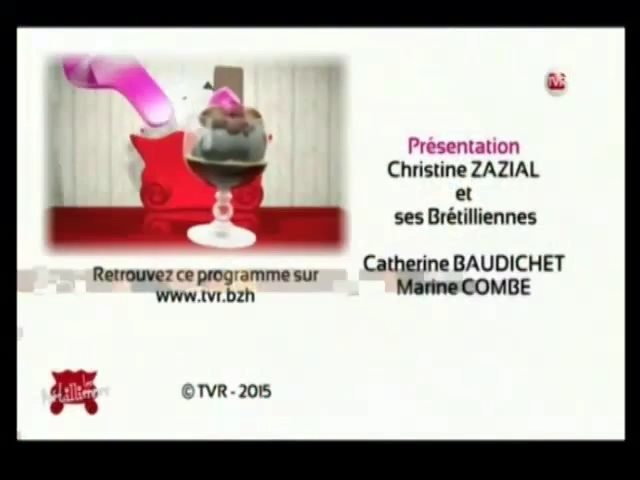 TVR
Présentation
Christine ZAZIAL
et
ses Brétilliennes
Catherine BAUDICHET
Marine COMBE
Retrouvez ce programme sur
www.tvr.bzh
© TVR - 2015